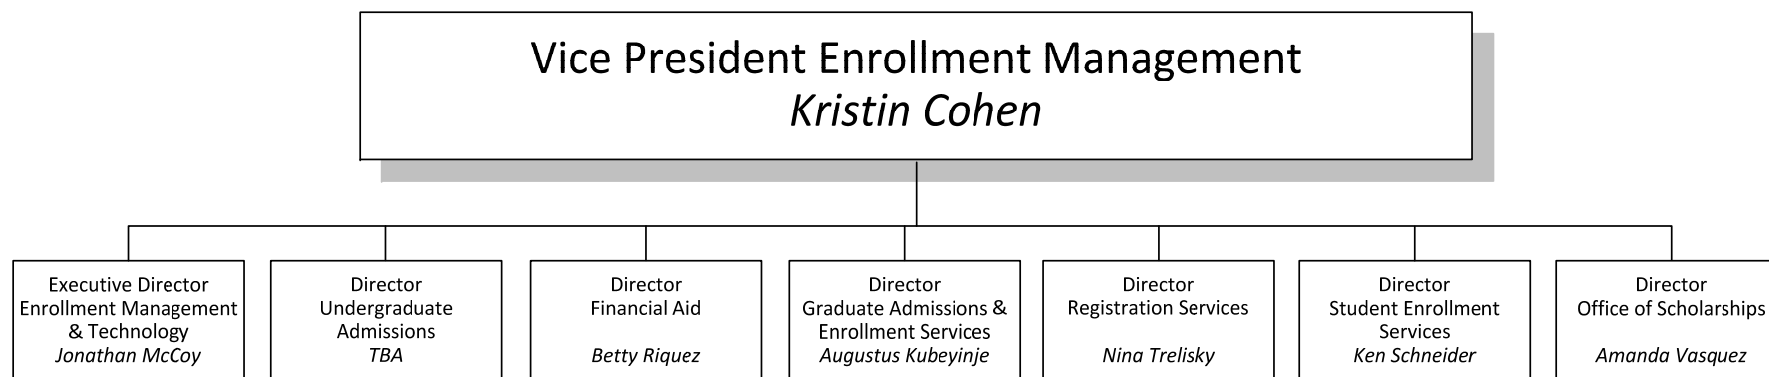 Vice President Enrollment Management
Kristin Cohen
Executive Director
Enrollment Management
& Technology
Jonathan McCoy
Director
Undergraduate
Admissions
TBA
Director
Financial Aid
Betty Riquez
Director
Graduate Admissions &
Enrollment Services
Augustus Kubeyinje
Director
Registration Services
Nina Trelisky
Director
Student Enrollment
Services
Ken Schneider
Director
Office of Scholarships
Amanda Vasquez